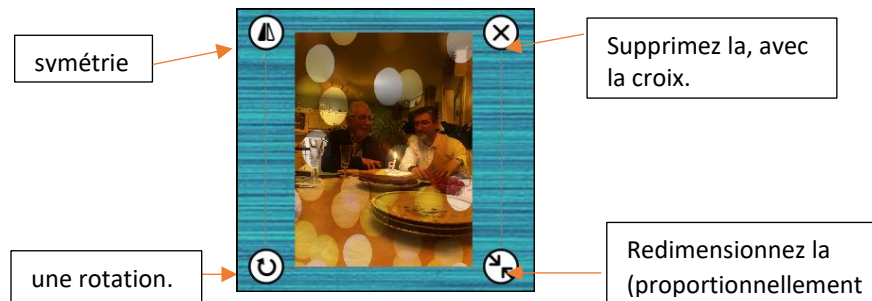 symétrie
Supprimez la, avec
la croix.
une rotation.
Redimensionnez la
(proportionnellement